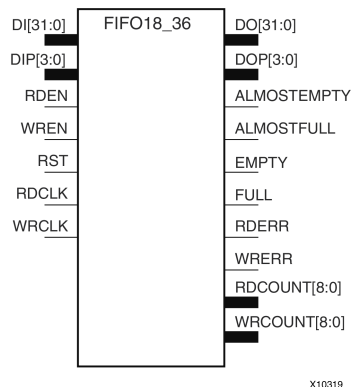 FIFO18_36
DI[31:0]
DIP[3:0]
RDEN
WREN
RST
RDCLK
WRCLK
DO[31:0]
DOP[3:0]
ALMOSTEMPTY
ALMOSTFULL
EMPTY
FULL
RDERR
WRERR
RDCOUNT[8:0]
WRCOUNT[8:0]
X10319